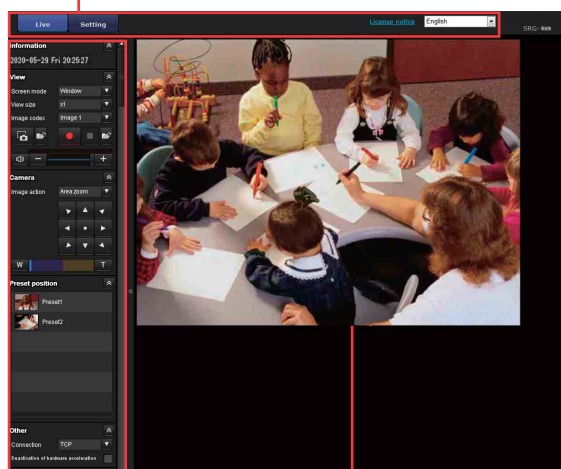 Live Setting License notice English SRG-
Information
2020-05-29 Fri 20:25:27
View
Screen mode Window
View size x1
Image codec Image 1
Camera
Image action Area zoom
W T
Preset position
Preset1
Preset2
Other
Connection TCP
Deactivation of hardware acceleration